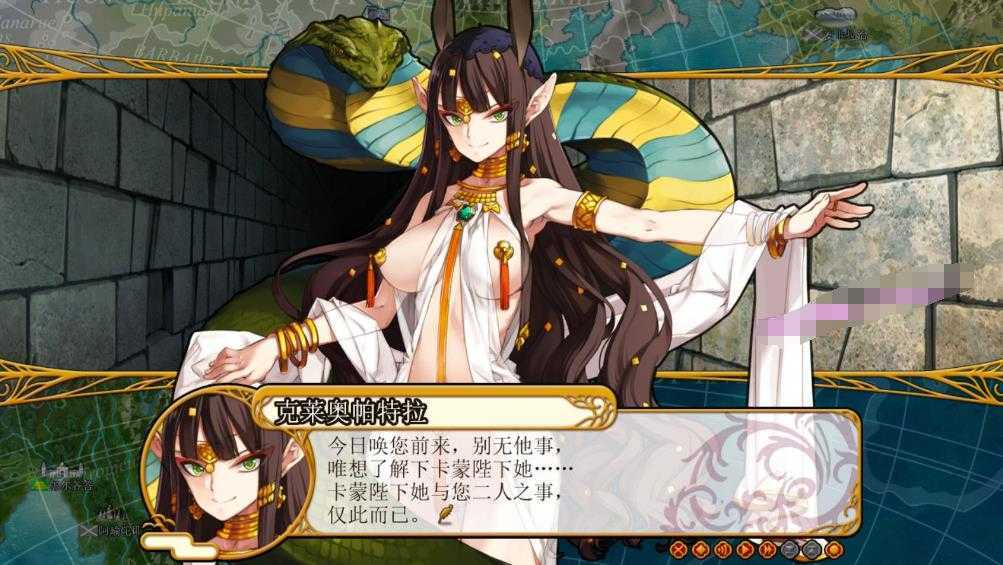 克莱奥帕特拉
今日唤您前来，别无他事，
唯想了解下卡蒙陛下她……
卡蒙陛下她与您二人之事，
仅此而已。